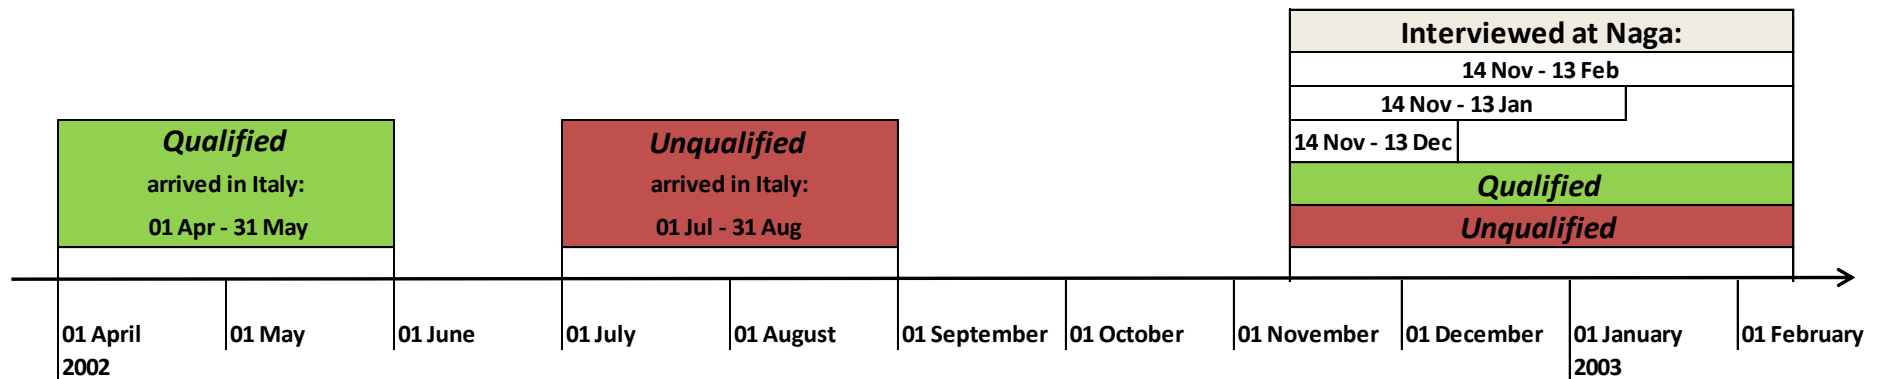 Interviewed at Naga:
14 Nov - 13 Feb
14 Nov - 13 Jan
14 Nov - 13 Dec
Qualified
Unqualified
Qualified
arrived in Italy:
01 Apr - 31 May
Unqualified
arrived in Italy:
01 Jul - 31 Aug
01 April
2002
01 May
01 June
01 July
01 August
01 September
01 October
01 November
01 December
01 January
2003
01 February